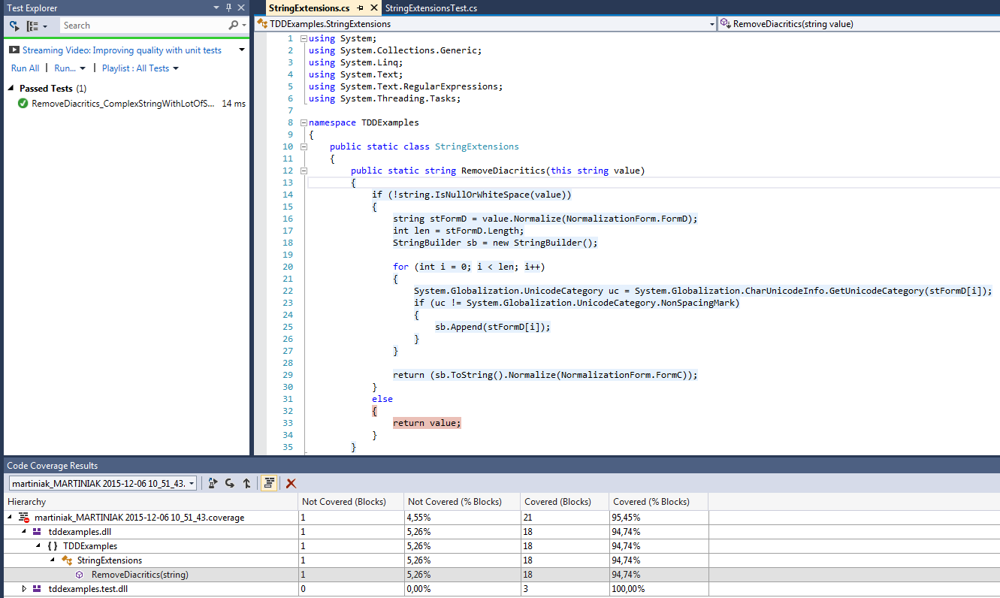 Test Explorer
Search
Streaming Video: Improving quality with unit tests
Run All | Run... | Playlist : All Tests
Passed Tests (1)
RemoveDiacritics_ComplexStringWithLotOfS... 14 ms
StringExtensions.cs StringExtensionsTest.cs
TDDExamples.StringExtensions RemoveDiacritics(string value)
1 using System;
2 using System.Collections.Generic;
3 using System.Linq;
4 using System.Text;
5 using System.Text.RegularExpressions;
6 using System.Threading.Tasks;
7
8 namespace TDDExamples
9 {
10 public static class StringExtensions
11 {
12 public static string RemoveDiacritics(this string value)
13 {
14 if (!string.IsNullOrWhiteSpace(value))
15 {
16 string stFormD = value.Normalize(NormalizationForm.FormD);
17 int len = stFormD.Length;
18 StringBuilder sb = new StringBuilder();
19
20 for (int i = 0; i < len; i++)
21 {
22 System.Globalization.UnicodeCategory uc = System.Globalization.CharUnicodeInfo.GetUnicodeCategory(stFormD[i]);
23 if (uc != System.Globalization.UnicodeCategory.NonSpacingMark)
24 {
25 sb.Append(stFormD[i]);
26 }
27 }
28
29 return (sb.ToString().Normalize(NormalizationForm.FormC));
30 }
31 else
32 {
33 return value;
34 }
35 }
Code Coverage Results
martiniak_MARTINIAK 2015-12-06 10_51_43.
Hierarchy Not Covered (Blocks) Not Covered (% Blocks) Covered (Blocks) Covered (% Blocks)
martiniak_MARTINIAK 2015-12-06 10_51_43.coverage 1 4,55% 21 95,45%
tddexamples.dll 1 5,26% 18 94,74%
{ } TDDExamples 1 5,26% 18 94,74%
StringExtensions 1 5,26% 18 94,74%
RemoveDiacritics(string) 1 5,26% 18 94,74%
tddexamples.test.dll 0 0,00% 3 100,00%